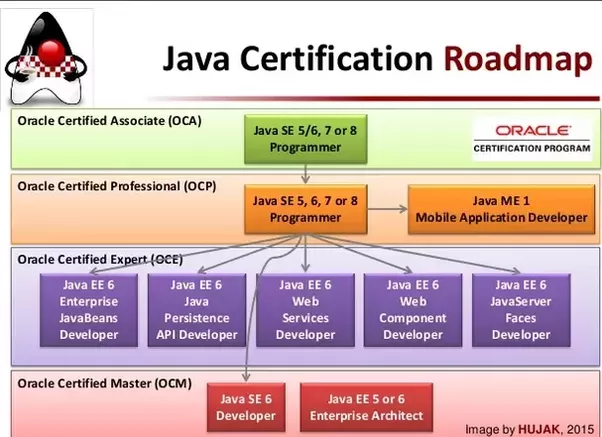 Java Certification Roadmap
Oracle Certified Associate (OCA)
Java SE 5/6, 7 or 8
Programmer
ORACLE®
CERTIFICATION PROGRAM
Oracle Certified Professional (OCP)
Java SE 5, 6, 7 or 8
Programmer
Java ME 1
Mobile Application Developer
Oracle Certified Expert (OCE)
Java EE 6
Enterprise
JavaBeans
Developer
Java EE 6
Java
Persistence
API Developer
Java EE 6
Web
Services
Developer
Java EE 6
Web
Component
Developer
Java EE 6
JavaServer
Faces
Developer
Oracle Certified Master (OCM)
Java SE 6
Developer
Java EE 5 or 6
Enterprise Architect
Image by HUJAK, 2015